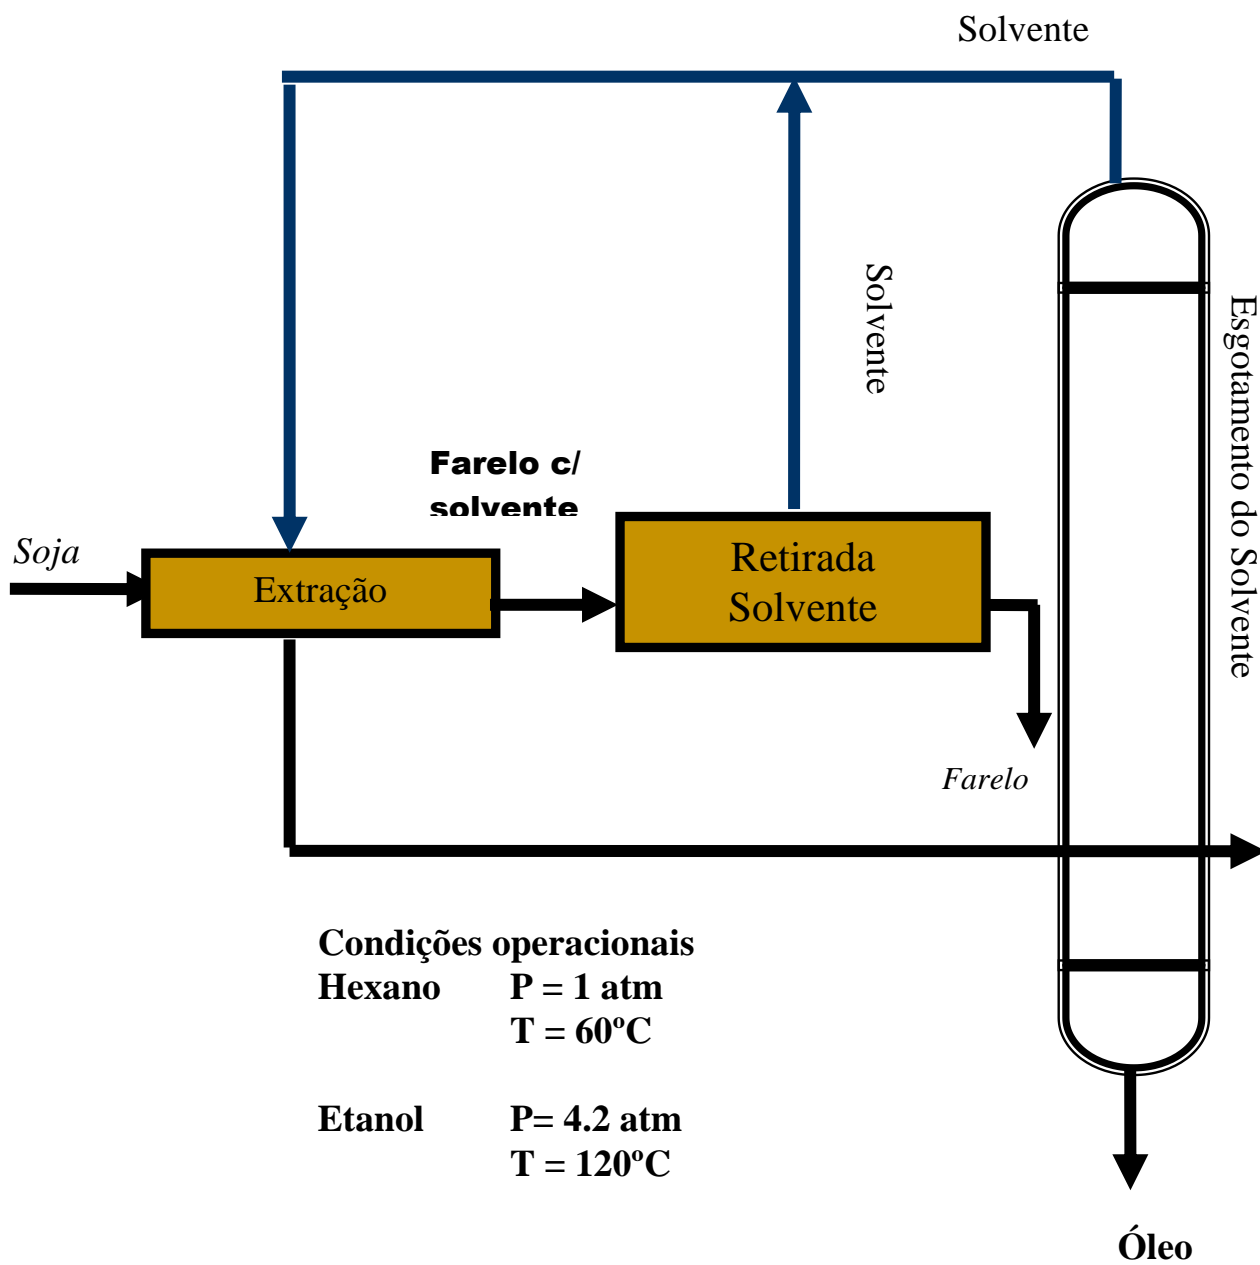 Solvente
Solvente
Esgotamento do Solvente
Farelo c/
solvente
Soja
Extração
Retirada
Solvente
Farelo
Condições operacionais
Hexano P = 1 atm
T = 60ºC
Etanol P= 4.2 atm
T = 120ºC
Óleo